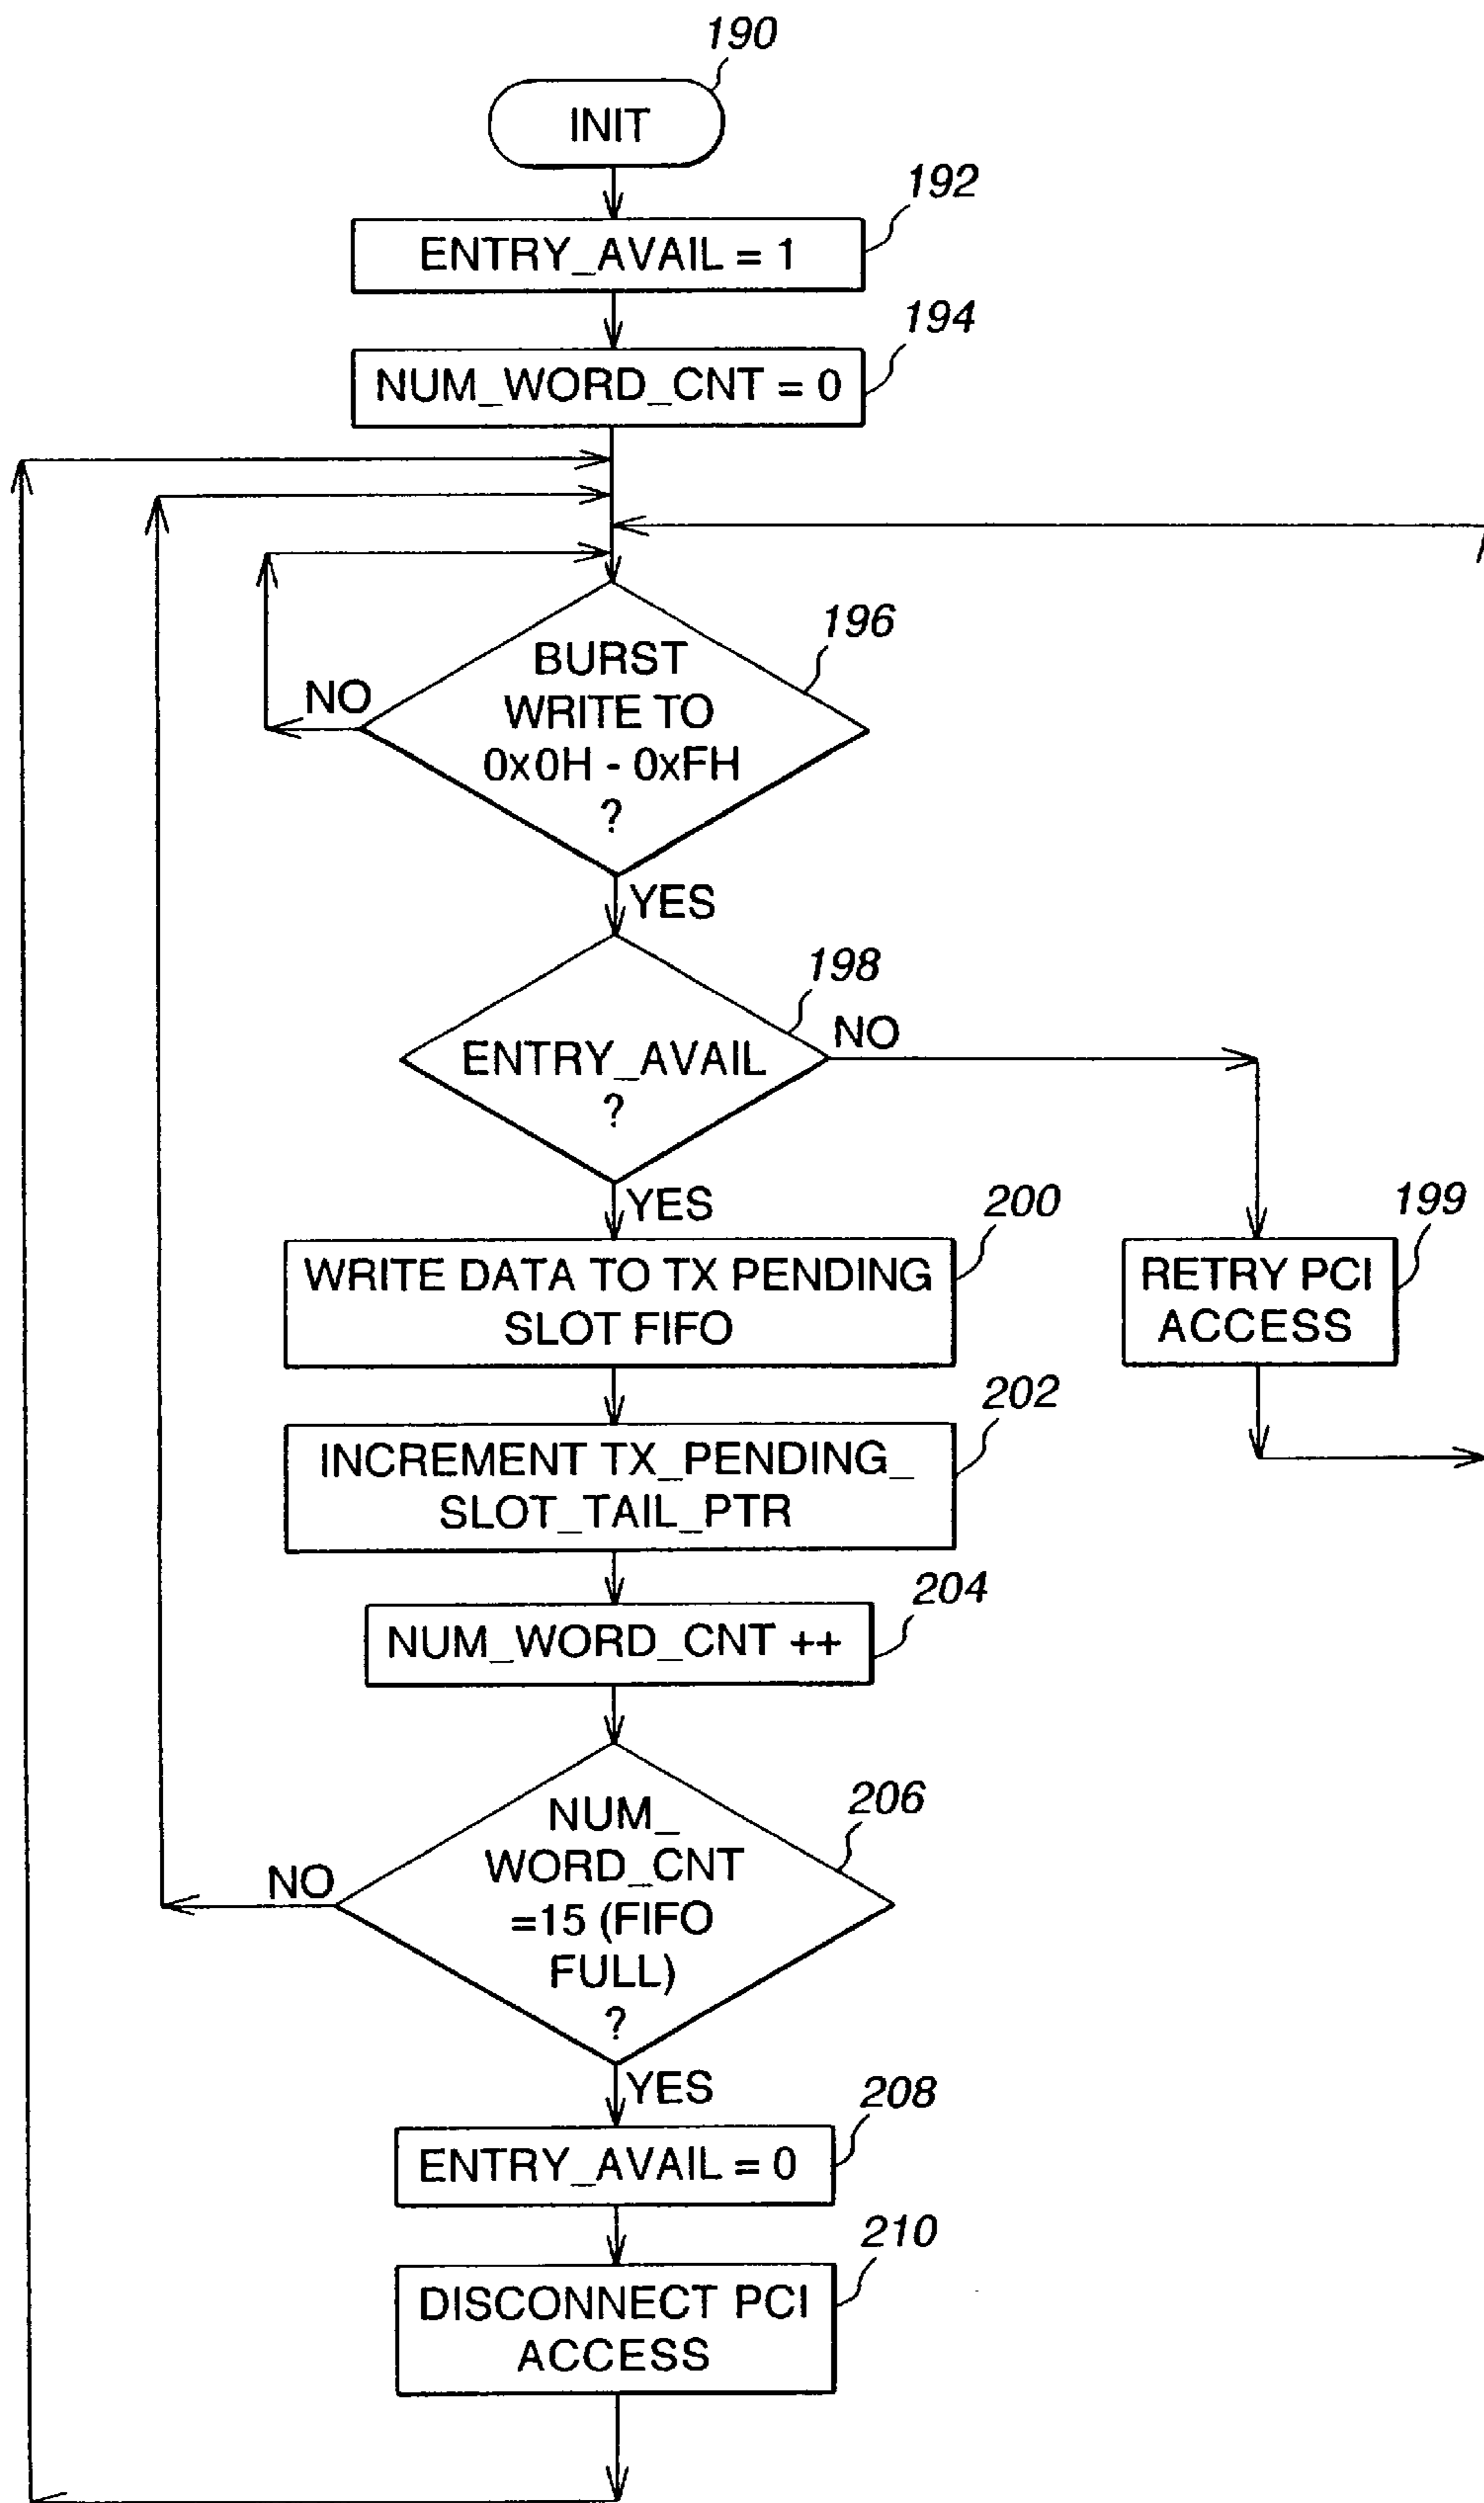 190
INIT
192
ENTRY_AVAIL = 1
194
NUM_WORD_CNT = 0
196
BURST
WRITE TO
0x0H - 0xFH
?
NO
YES
198
ENTRY_AVAIL
?
NO
YES
200
WRITE DATA TO TX PENDING
SLOT FIFO
199
RETRY PCI
ACCESS
202
INCREMENT TX_PENDING_
SLOT_TAIL_PTR
204
NUM_WORD_CNT ++
206
NUM_
WORD_CNT
=15 (FIFO
FULL)
?
NO
YES
208
ENTRY_AVAIL = 0
210
DISCONNECT PCI
ACCESS